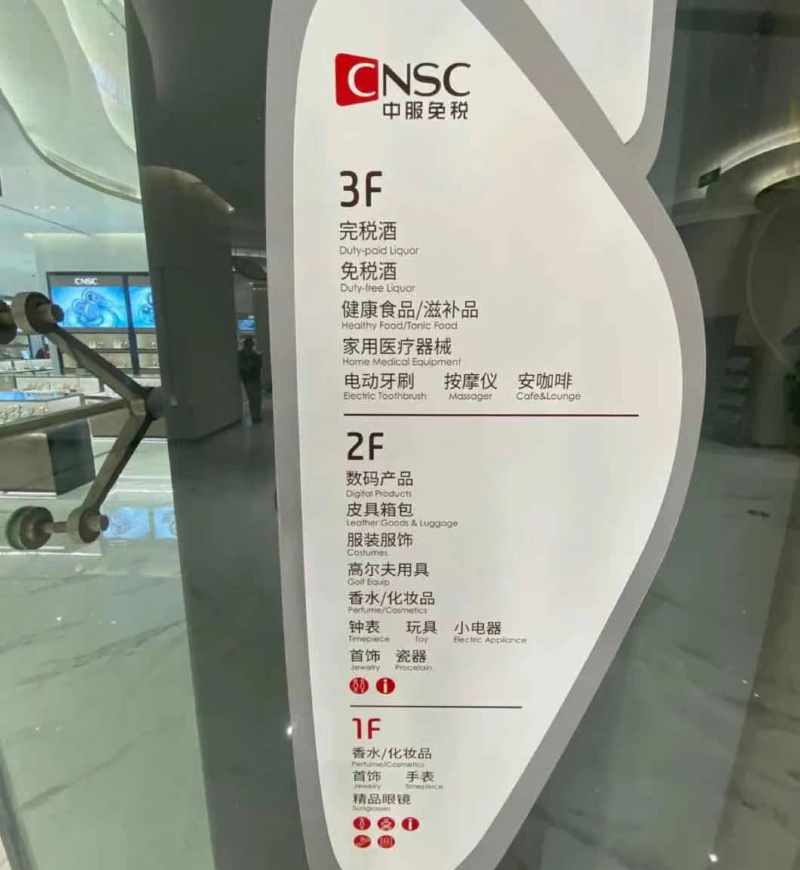 CNSC
中服免税
3F
完税酒
Duty-paid Liquor
免税酒
Duty-free Liquor
健康食品/滋补品
Healthy Food/Tonic Food
家用医疗器械
Home Medical Equipment
电动牙刷 按摩仪 安咖啡
Electric Toothbrush Massager Cafe&Lounge
2F
数码产品
Digital Products
皮具箱包
Leather Goods & Luggage
服装服饰
Costumes
高尔夫用具
Golf Equip
香水/化妆品
Perfume/Cosmetics
钟表 玩具 小电器
Timepiece Toy Electric Appliance
首饰 瓷器
Jewelry Procelain
1F
香水/化妆品
Perfume/Cosmetics
首饰 手表
Jewelry Timepiece
精品眼镜
Sunglasses
CNSC